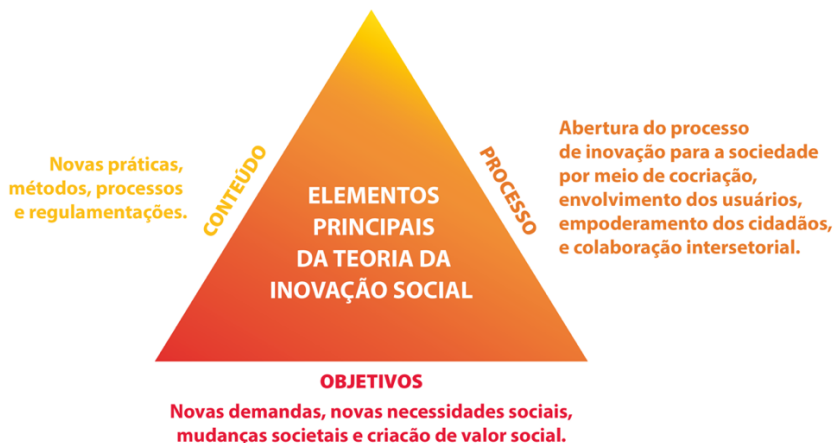 Novas práticas,
métodos, processos
e regulamentações.
CONTEÚDO
ELEMENTOS
PRINCIPAIS
DA TEORIA DA
INOVAÇÃO SOCIAL
PROCESSO
Abertura do processo
de inovação para a sociedade
por meio de cocriação,
envolvimento dos usuários,
empoderamento dos cidadãos,
e colaboração intersetorial.
OBJETIVOS
Novas demandas, novas necessidades sociais,
mudanças societais e criação de valor social.